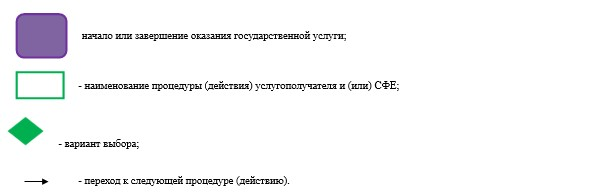 начало или завершение оказания государственной услуги;
- наименование процедуры (действия) услугополучателя и (или) СФЕ;
- вариант выбора;
- переход к следующей процедуре (действию).